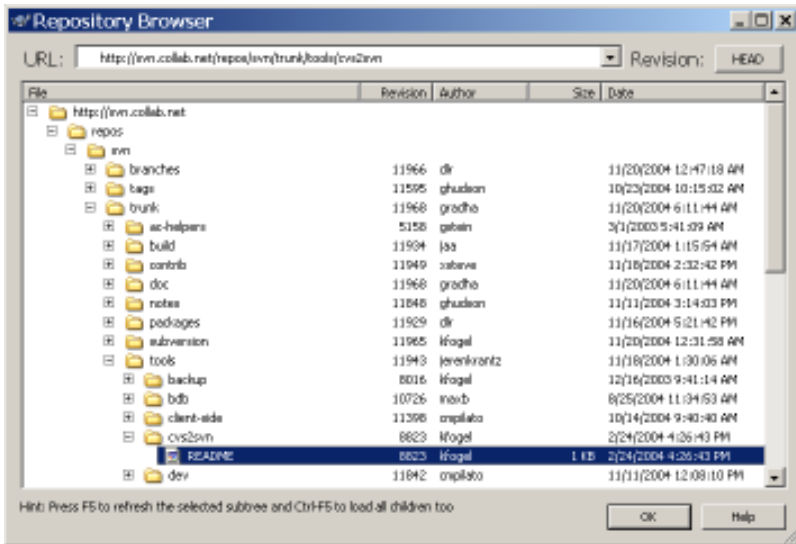 Repository Browser
URL: http://svn.collab.net/repos/svn/trunk/tools/cvs2svn Revision: HEAD
File Revision Author Size Date
http://svn.collab.net
repos
svn
branches 11966 dlr 11/20/2004 12:47:18 AM
tags 11595 ghudson 10/23/2004 10:15:02 AM
trunk 11968 gradha 11/20/2004 6:11:44 AM
ac-helpers 5158 gstein 3/1/2003 5:41:09 AM
build 11934 jaa 11/17/2004 1:15:54 AM
contrib 11949 xsteve 11/18/2004 2:32:42 PM
doc 11968 gradha 11/20/2004 6:11:44 AM
notes 11848 ghudson 11/11/2004 3:14:03 PM
packages 11929 dlr 11/16/2004 5:21:42 PM
subversion 11965 kfogel 11/20/2004 12:31:58 AM
tools 11943 jerenkrantz 11/18/2004 1:30:06 AM
backup 8016 kfogel 12/16/2003 9:41:14 AM
bdb 10726 maxb 8/25/2004 11:34:53 AM
client-side 11398 cmpilato 10/14/2004 9:40:40 AM
cvs2svn 8823 kfogel 2/24/2004 4:26:43 PM
README 8823 kfogel 1 KB 2/24/2004 4:26:43 PM
dev 11842 cmpilato 11/11/2004 12:08:10 PM
Hint: Press F5 to refresh the selected subtree and Ctrl-F5 to load all children too
OK Help